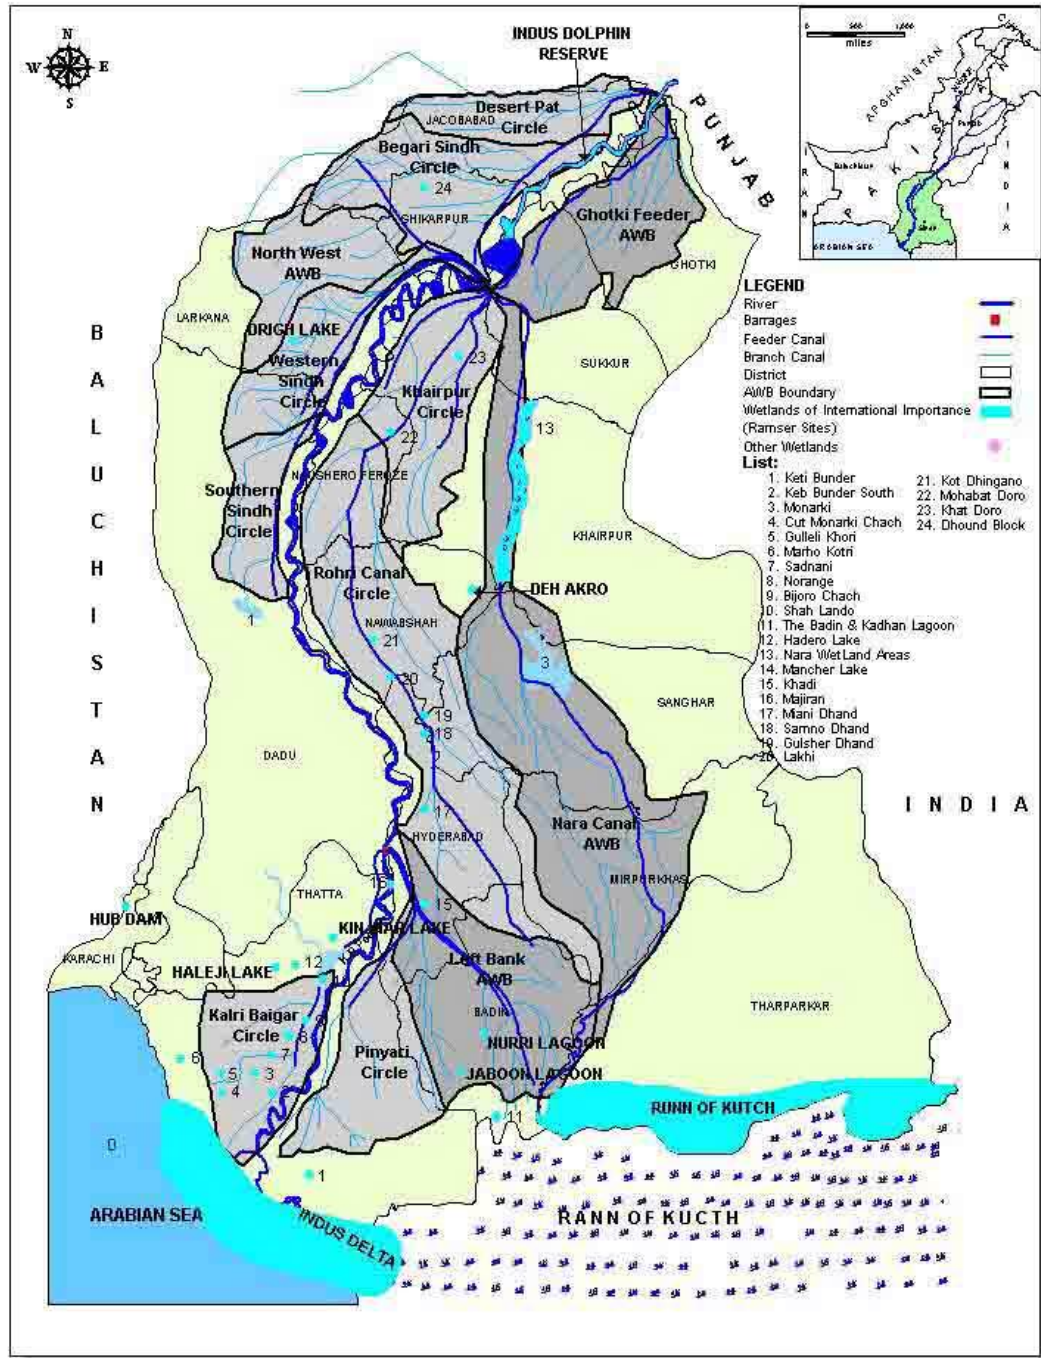 N
W E
S
INDUS DOLPHIN
RESERVE
0 500 1,000
miles
AFGHANISTAN
IRAN
PAKI
INDIA
ARABIAN SEA
PUNJAB
Desert Pat
Circle
JACOBABAD
Begari Sindh
Circle
24
SHIKARPUR
Ghotki Feeder
AWB
GHOTKI
North West
AWB
LARKANA
DRIGH LAKE
Western
Sindh
Circle
23
Khairpur
Circle
SUKKUR
22
13
NAUSHERO FEROZE
Southern
Sindh
Circle
KHAIRPUR
BALUCHISTAN
LEGEND
River
Barrages
Feeder Canal
Branch Canal
District
AWB Boundary
Wetlands of International Importance
(Ramser Sites)
Other Wetlands
List:
1. Keti Bunder
2. Keb Bunder South
3. Monarki
4. Cut Monarki Chach
5. Gulleli Khori
6. Marho Kotri
7. Sadnani
8. Norange
9. Bijoro Chach
10. Shah Lando
11. The Badin & Kadhan Lagoon
12. Hadero Lake
13. Nara WetLand Areas
14. Mancher Lake
15. Khadi
16. Majiran
17. Miani Dhand
18. Samno Dhand
19. Gulsher Dhand
20. Lakhi
21. Kot Dhingano
22. Mohabat Doro
23. Khat Doro
24. Dhound Block
Rohri Canal
Circle
DEH AKRO
1
NAWABSHAH
21
3
20
SANGHAR
19
18
DADU
INDIA
17
Nara Canal
AWB
HYDERABAD
MIRPURKHAS
16
THATTA
15
HUB DAM
KINJHAR LAKE
KARACHI
HALEJI LAKE
12
Left Bank
AWB
THARPARKAR
Kalri Baigar
Circle
BADIN
8
NURRI LAGOON
Pinyati
Circle
6
7
5
3
JABOON LAGOON
4
RUNN OF KUTCH
11
0
1
ARABIAN SEA
INDUS DELTA
RANN OF KUCTH